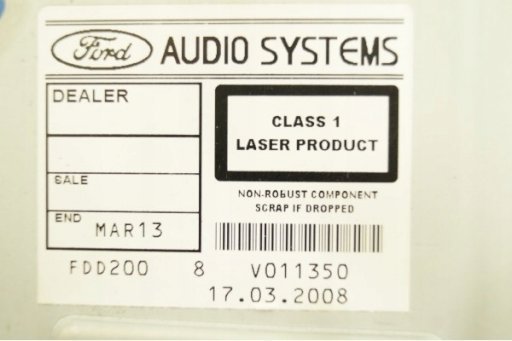 Ford AUDIO SYSTEMS
DEALER
CLASS 1
LASER PRODUCT
SALE
NON-ROBUST COMPONENT
SCRAP IF DROPPED
END MAR13
FDD200 8 V011350
17.03.2008